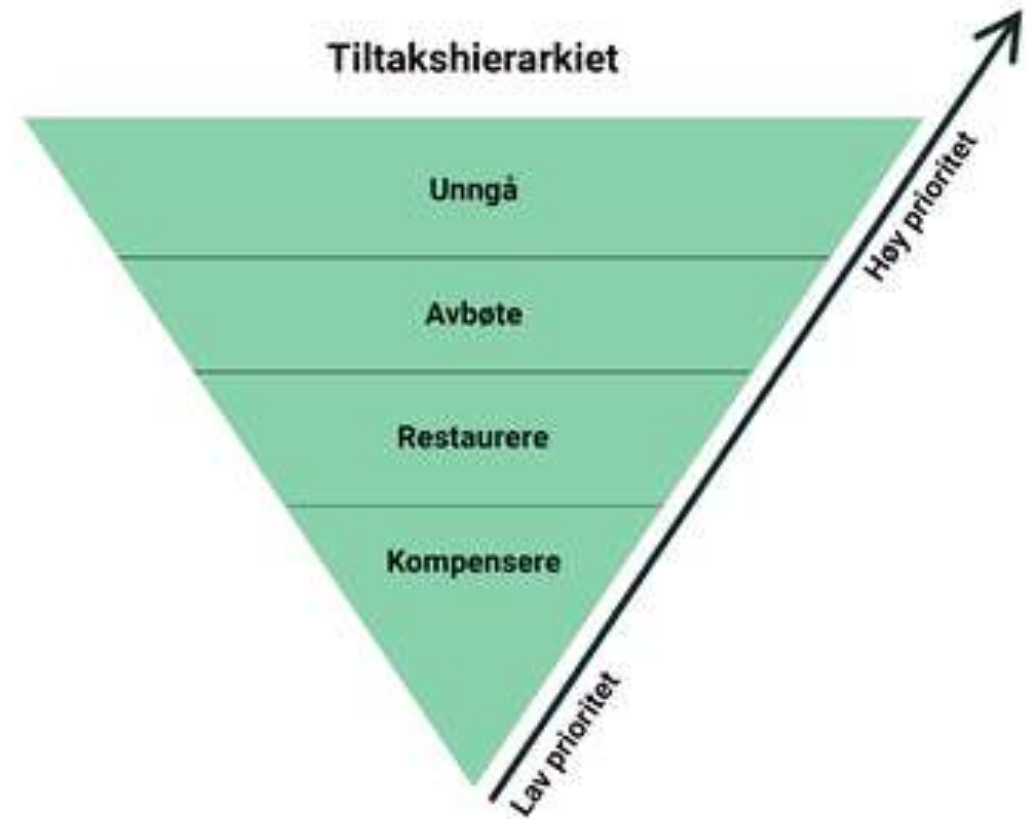 Tiltakshierarkiet
Unngå
Avbøte
Restaurere
Kompensere
Høy prioritet
Lav prioritet